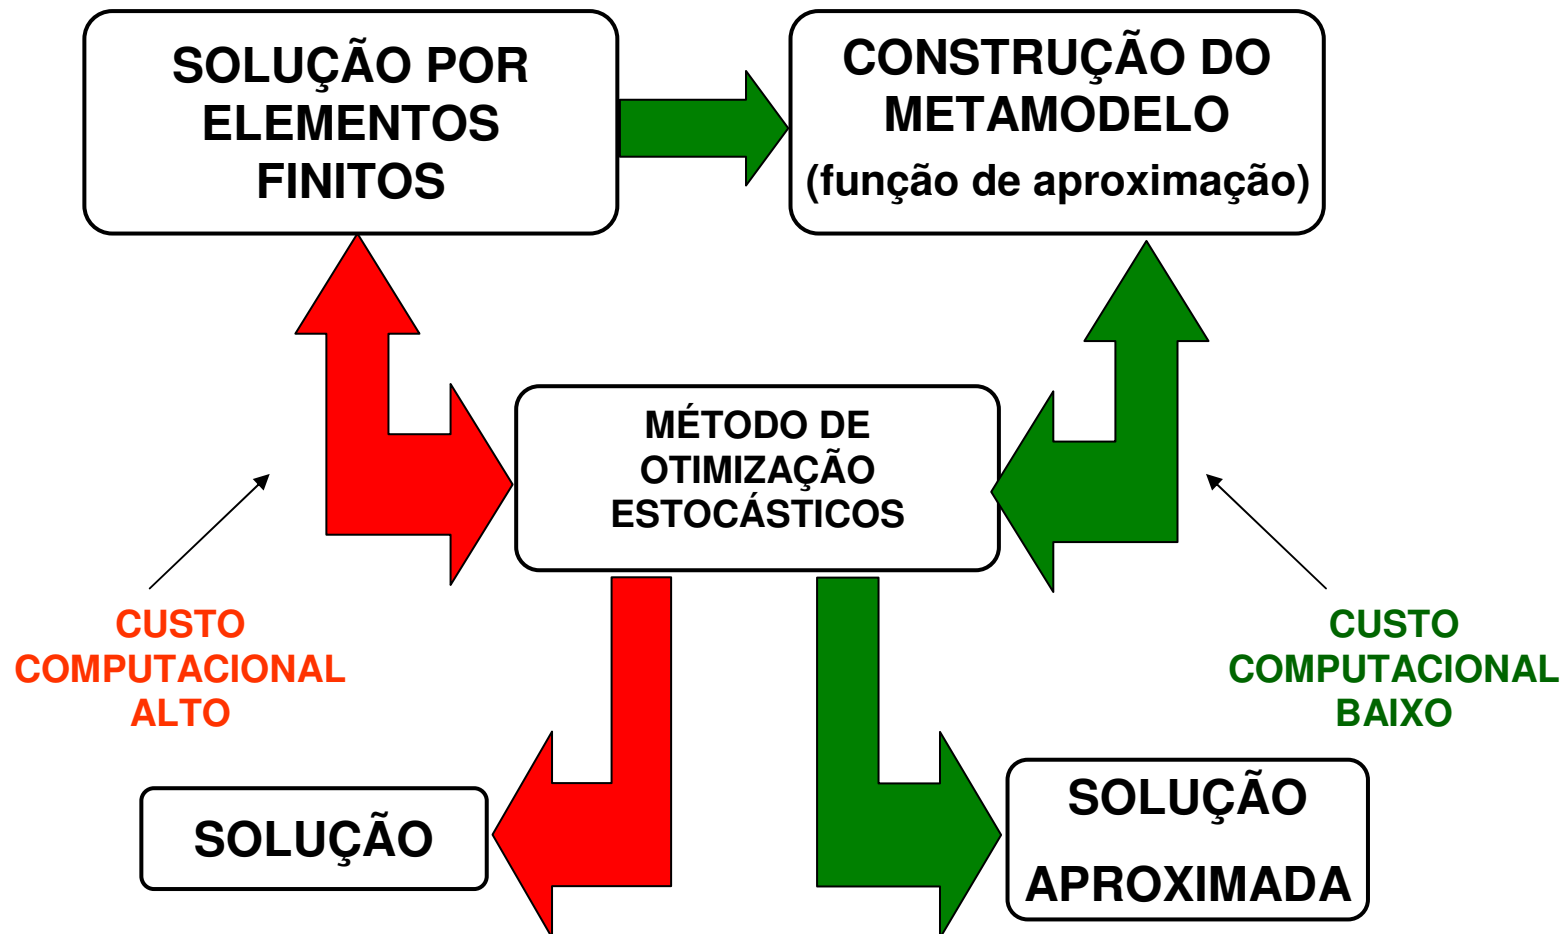 SOLUÇÃO POR
ELEMENTOS
FINITOS
CONSTRUÇÃO DO
METAMODELO
(função de aproximação)
MÉTODO DE
OTIMIZAÇÃO
ESTOCÁSTICOS
CUSTO
COMPUTACIONAL
ALTO
CUSTO
COMPUTACIONAL
BAIXO
SOLUÇÃO
SOLUÇÃO
APROXIMADA